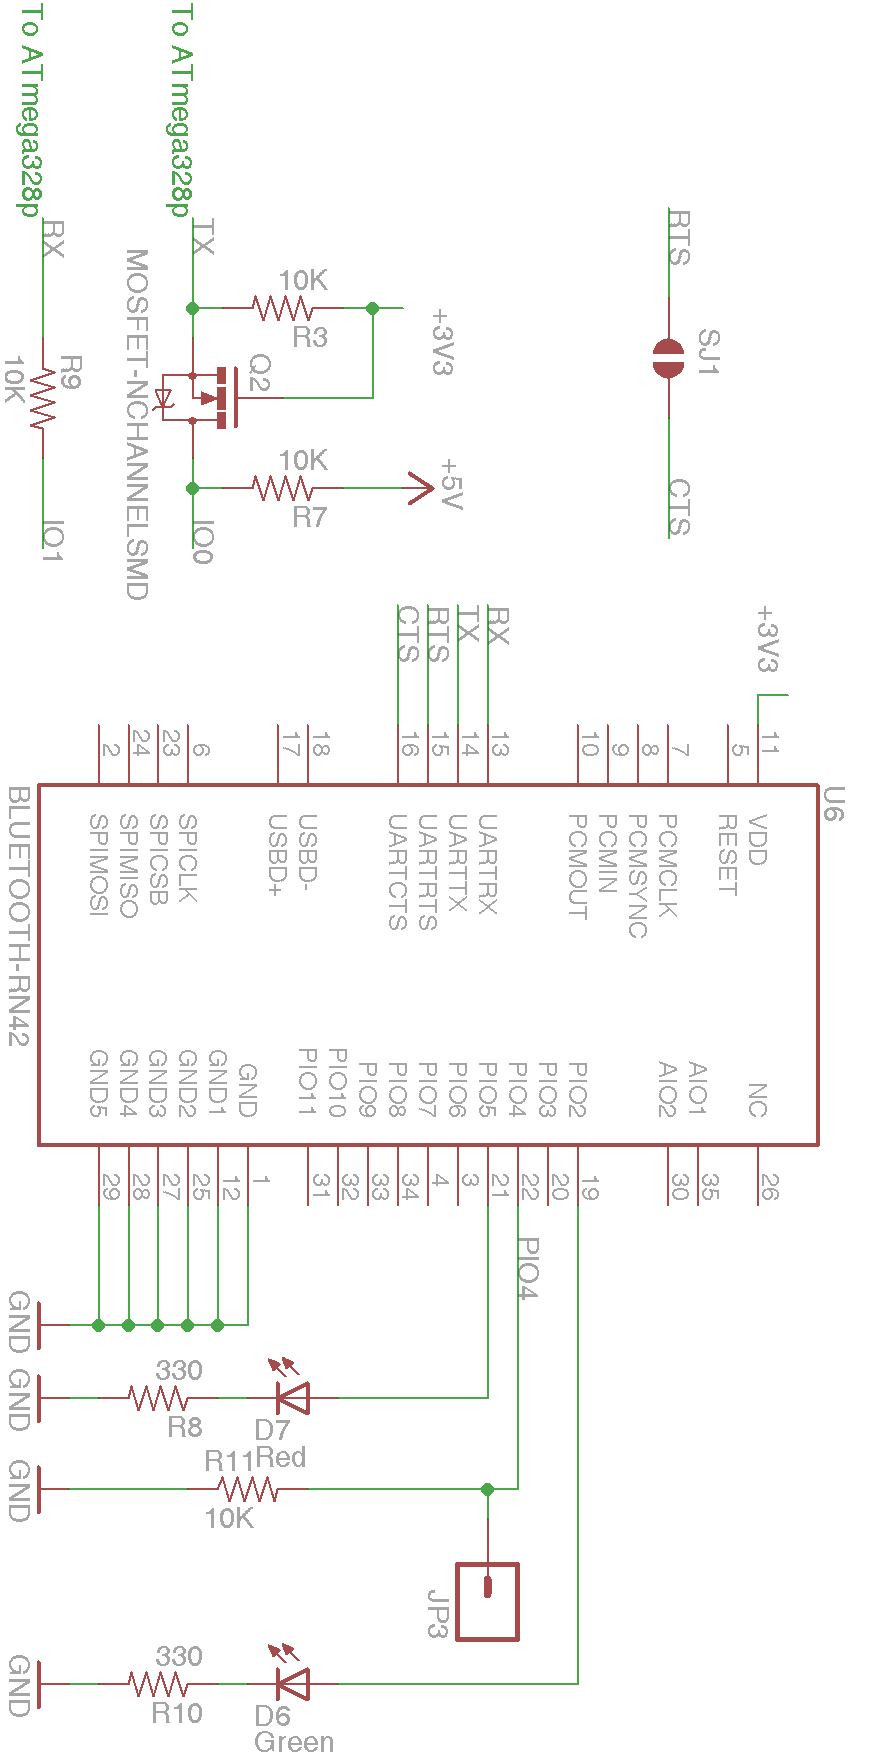 To ATmega328p
To ATmega328p
RX
TX
RTS
MOSFET-NCHANNELSMD
10K
R3
+3V3
SJ1
R9
10K
Q2
10K
R7
+5V
CTS
IO1
IO0
CTS
RTS
TX
RX
+3V3
2
24
23
6
17
18
16
15
14
13
10
9
8
7
5
11
U6
BLUETOOTH-RN42
SPIMOSI
SPIMISO
SPICSB
SPICLK
USBD+
USBD-
UARTCTS
UARTRTS
UARTTX
UARTRX
PCMOUT
PCMIN
PCMSYNC
PCMCLK
RESET
VDD
GND5
GND4
GND3
GND2
GND1
GND
PIO11
PIO10
PIO9
PIO8
PIO7
PIO6
PIO5
PIO4
PIO3
PIO2
AIO2
AIO1
NC
29
28
27
25
12
1
31
32
33
34
4
3
21
22
20
19
30
35
26
PIO4
GND
GND
330
R8
D7
Red
GND
R11
10K
JP3
GND
330
R10
D6
Green